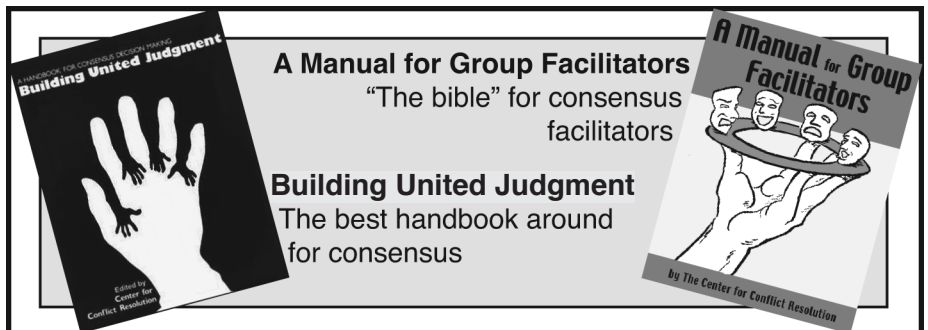 A HANDBOOK FOR CONSENSUS DECISION MAKING
Building United Judgment
Edited by
Center for
Conflict Resolution
A Manual for Group Facilitators
“The bible” for consensus
facilitators
Building United Judgment
The best handbook around
for consensus
A Manual for Group
Facilitators
by The Center for Conflict Resolution